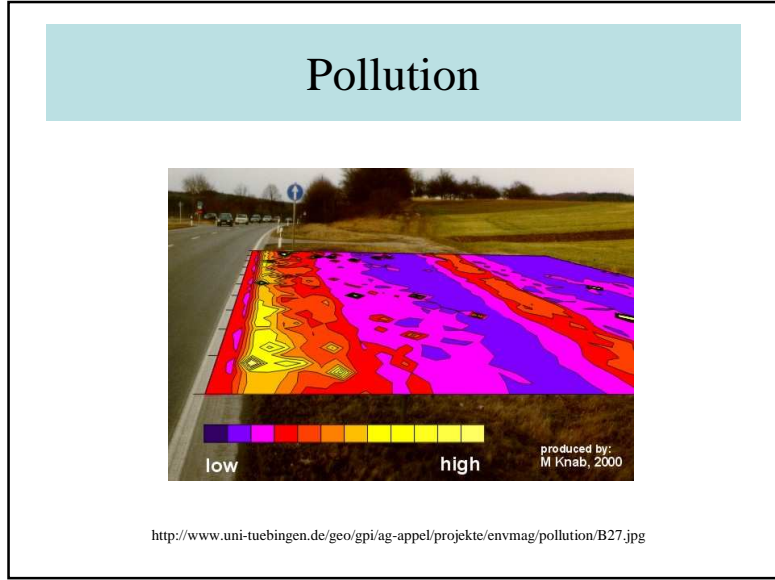 Pollution
low
high
produced by:
M Knab, 2000
http://www.uni-tuebingen.de/geo/gpi/ag-appel/projekte/envmag/pollution/B27.jpg